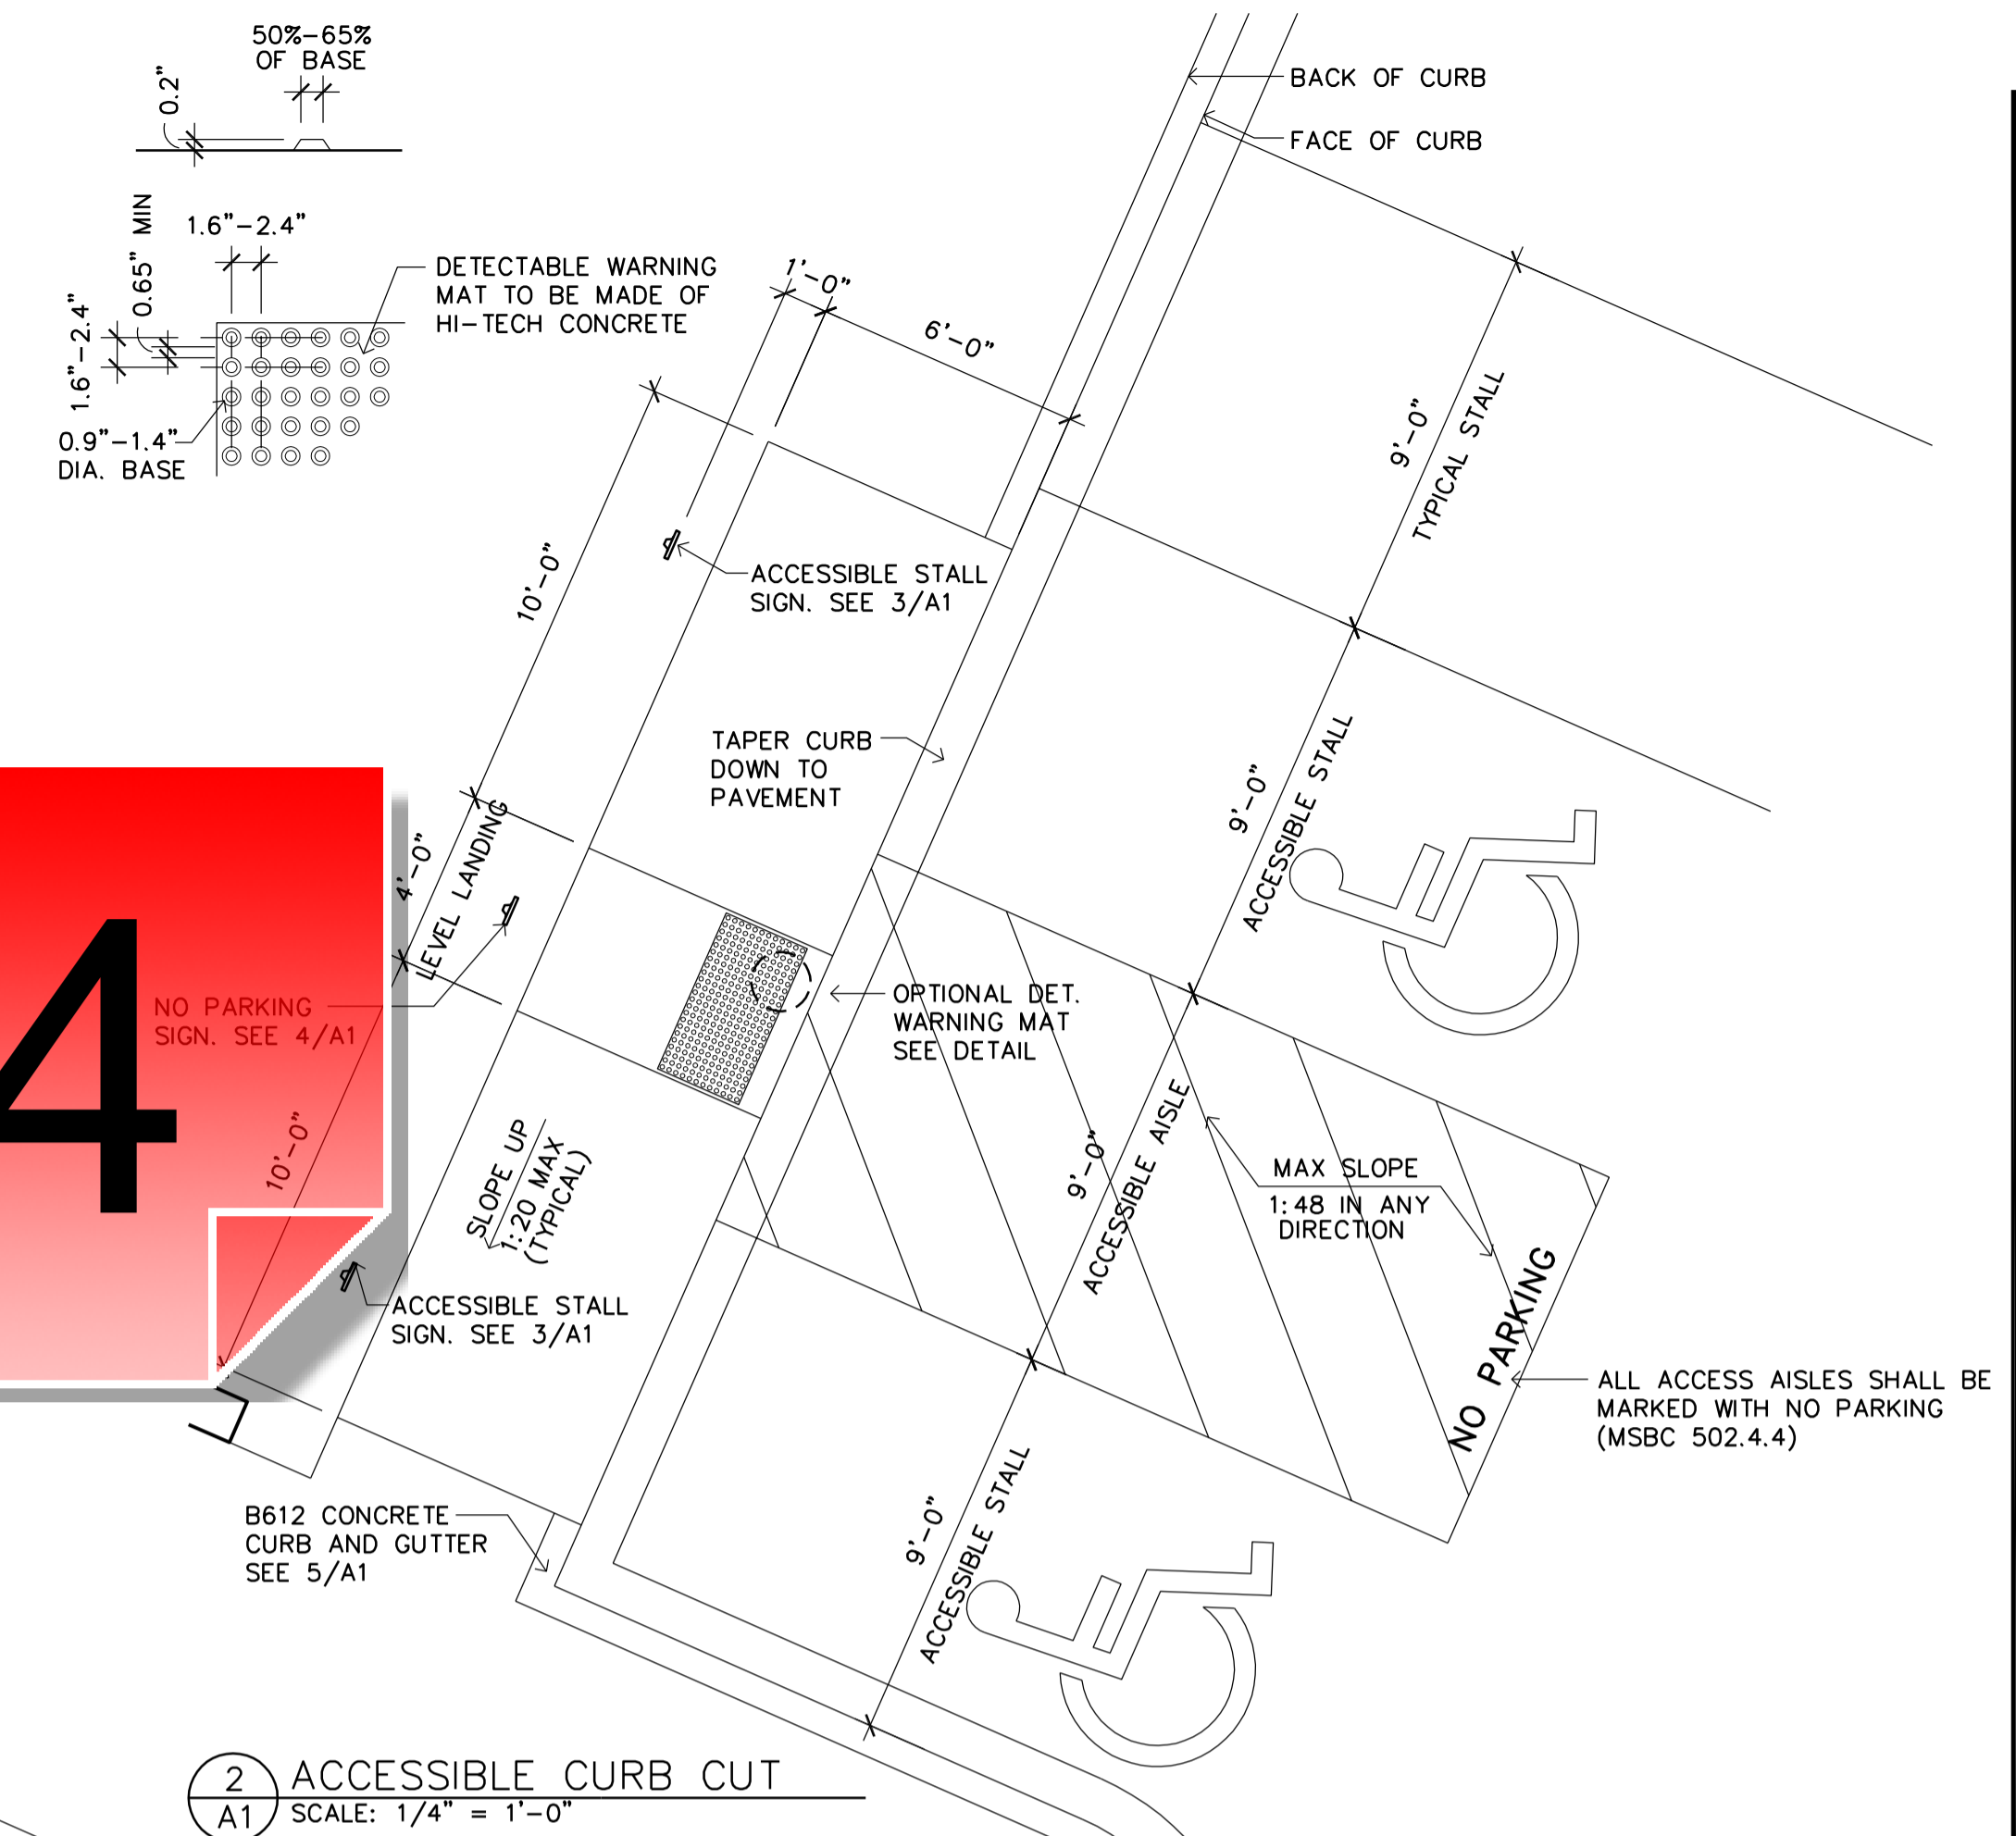 50%-65%
OF BASE
0.2"
BACK OF CURB
FACE OF CURB
0.65" MIN
1.6"-2.4"
1.6"-2.4"
DETECTABLE WARNING
MAT TO BE MADE OF
HI-TECH CONCRETE
0.9"-1.4"
DIA. BASE
1'-0"
6'-0"
9'-0"
TYPICAL STALL
10'-0"
ACCESSIBLE STALL
SIGN. SEE 3/A1
TAPER CURB
DOWN TO
PAVEMENT
9'-0"
ACCESSIBLE STALL
4'-0"
LEVEL LANDING
4
NO PARKING
SIGN. SEE 4/A1
OPTIONAL DET.
WARNING MAT
SEE DETAIL
10'-0"
SLOPE UP
1:20 MAX
(TYPICAL)
9'-0"
ACCESSIBLE AISLE
MAX SLOPE
1:48 IN ANY
DIRECTION
NO PARKING
ACCESSIBLE STALL
SIGN. SEE 3/A1
ALL ACCESS AISLES SHALL BE
MARKED WITH NO PARKING
(MSBC 502.4.4)
B612 CONCRETE
CURB AND GUTTER
SEE 5/A1
9'-0"
ACCESSIBLE STALL
2
A1
ACCESSIBLE CURB CUT
SCALE: 1/4" = 1'-0"